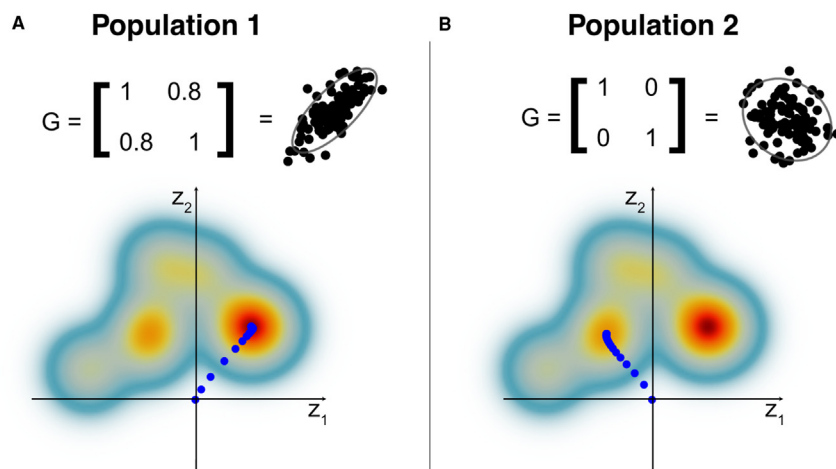 A
Population 1
G = [ 1 0.8
0.8 1 ] =
z2
z1
B
Population 2
G = [ 1 0
0 1 ] =
z2
z1